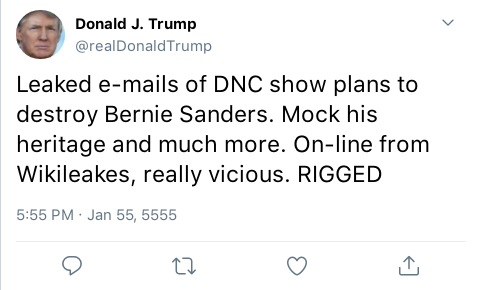 Donald J. Trump
@realDonaldTrump
Leaked e-mails of DNC show plans to
destroy Bernie Sanders. Mock his
heritage and much more. On-line from
Wikileakes, really vicious. RIGGED
5:55 PM · Jan 55, 5555